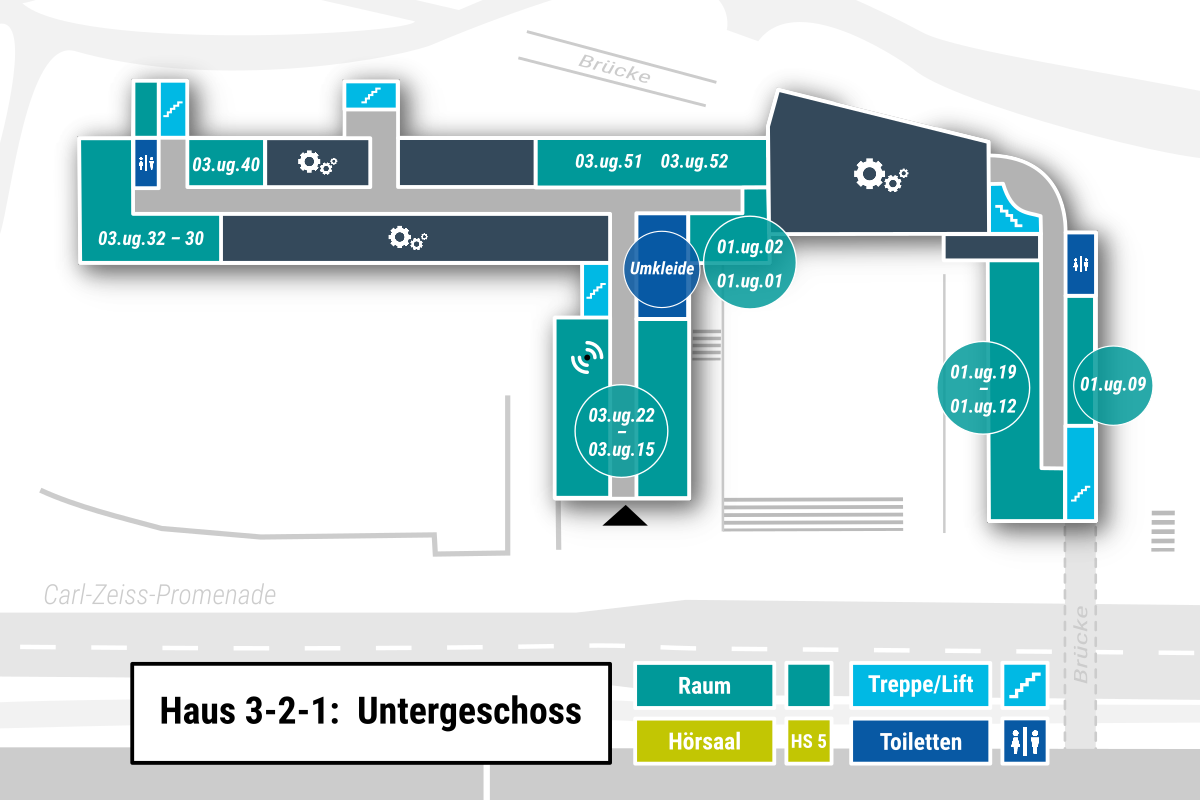 Brücke
03.ug.40
03.ug.51 03.ug.52
03.ug.32 – 30
Umkleide
01.ug.02
01.ug.01
03.ug.22
–
03.ug.15
01.ug.19
–
01.ug.12
01.ug.09
Carl-Zeiss-Promenade
Brücke
Haus 3-2-1: Untergeschoss
Raum
Treppe/Lift
Hörsaal
HS 5
Toiletten